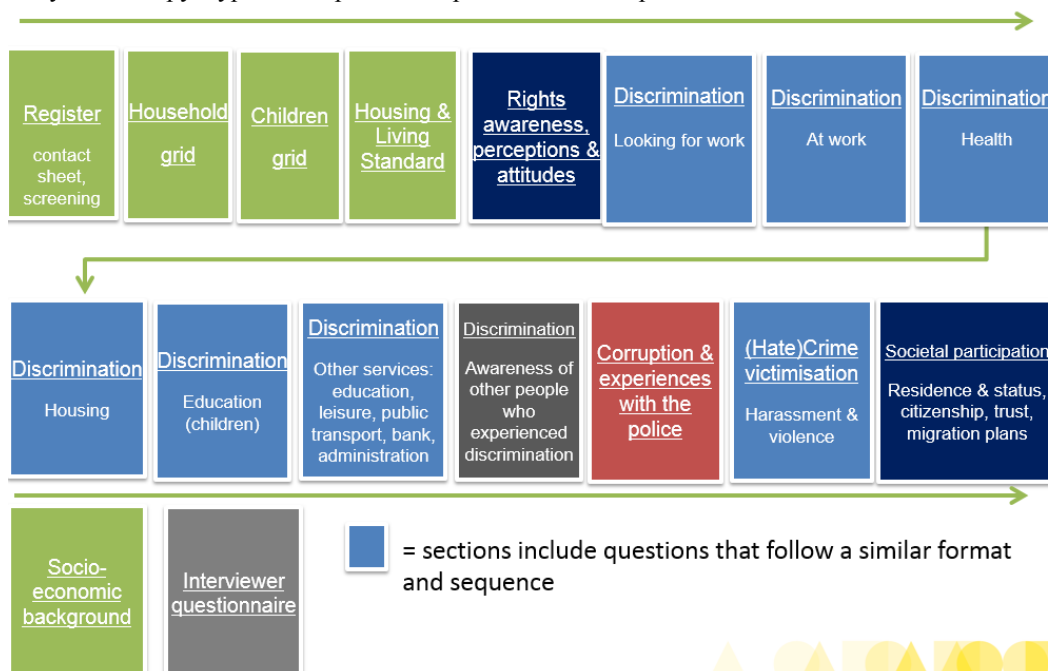 Register
contact
sheet,
screening
Household
grid
Children
grid
Housing &
Living
Standard
Rights
awareness,
perceptions &
attitudes
Discrimination
Looking for work
Discrimination
At work
Discrimination
Health
Discrimination
Housing
Discrimination
Education
(children)
Discrimination
Other services:
education,
leisure, public
transport, bank,
administration
Discrimination
Awareness of
other people
who
experienced
discrimination
Corruption &
experiences
with the
police
(Hate)Crime
victimisation
Harassment &
violence
Societal participation
Residence & status,
citizenship, trust,
migration plans
Socio-
economic
background
Interviewer
questionnaire
= sections include questions that follow a similar format
and sequence